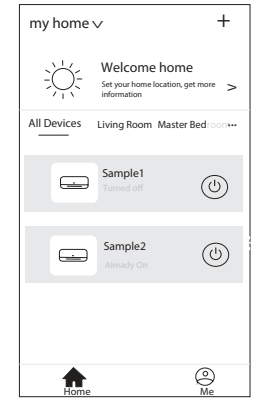 my home
Welcome home
Set your home location, get more
information
All Devices Living Room Master Bedroom
Sample1
Turned off
Sample2
Already On
Home
Me